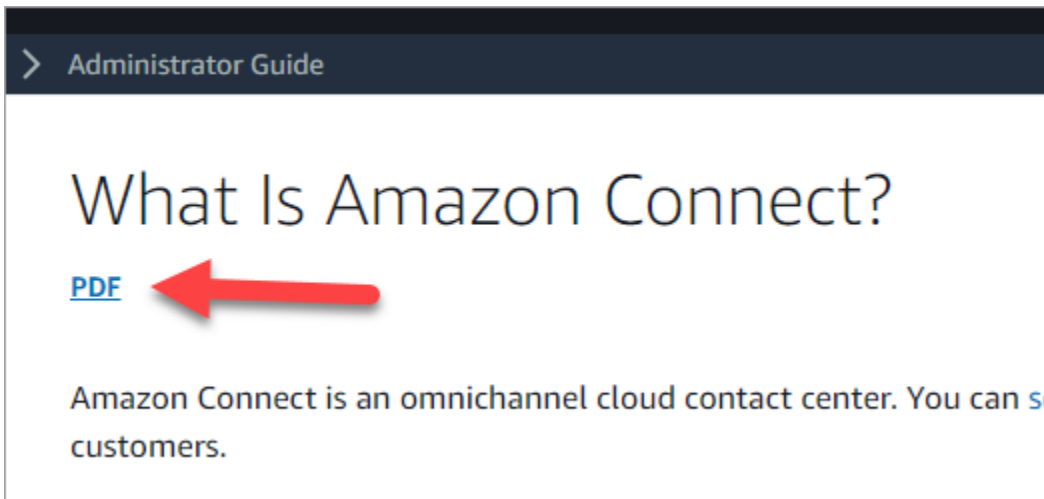 Administrator Guide
What Is Amazon Connect?
PDF
Amazon Connect is an omnichannel cloud contact center. You can
customers.